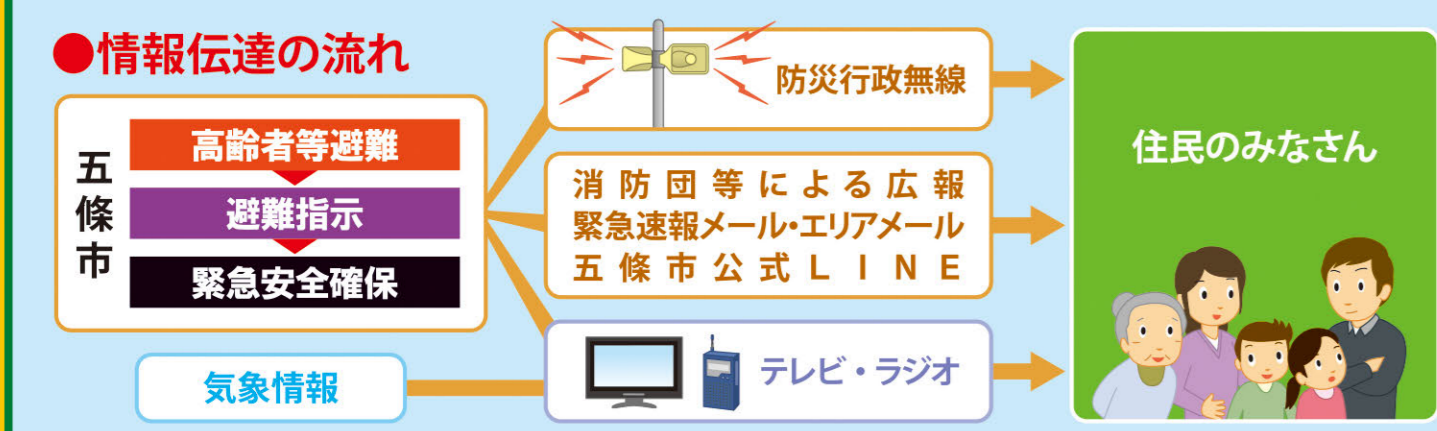 ●情報伝達の流れ
五條市
高齢者等避難
避難指示
緊急安全確保
気象情報
防災行政無線
消防団等による広報
緊急速報メール・エリアメール
五條市公式LINE
テレビ・ラジオ
住民のみなさん